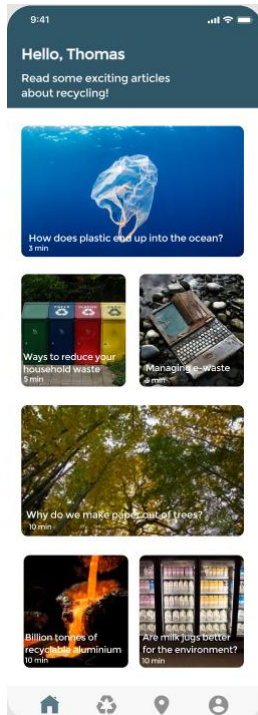 9:41
Hello, Thomas
Read some exciting articles
about recycling!
How does plastic end up into the ocean?
3 min
Ways to reduce your
household waste
5 min
Managing e-waste
5 min
Why do we make paper out of trees?
10 min
Billion tonnes of
recyclable aluminium
10 min
Are milk jugs better
for the environment?
10 min